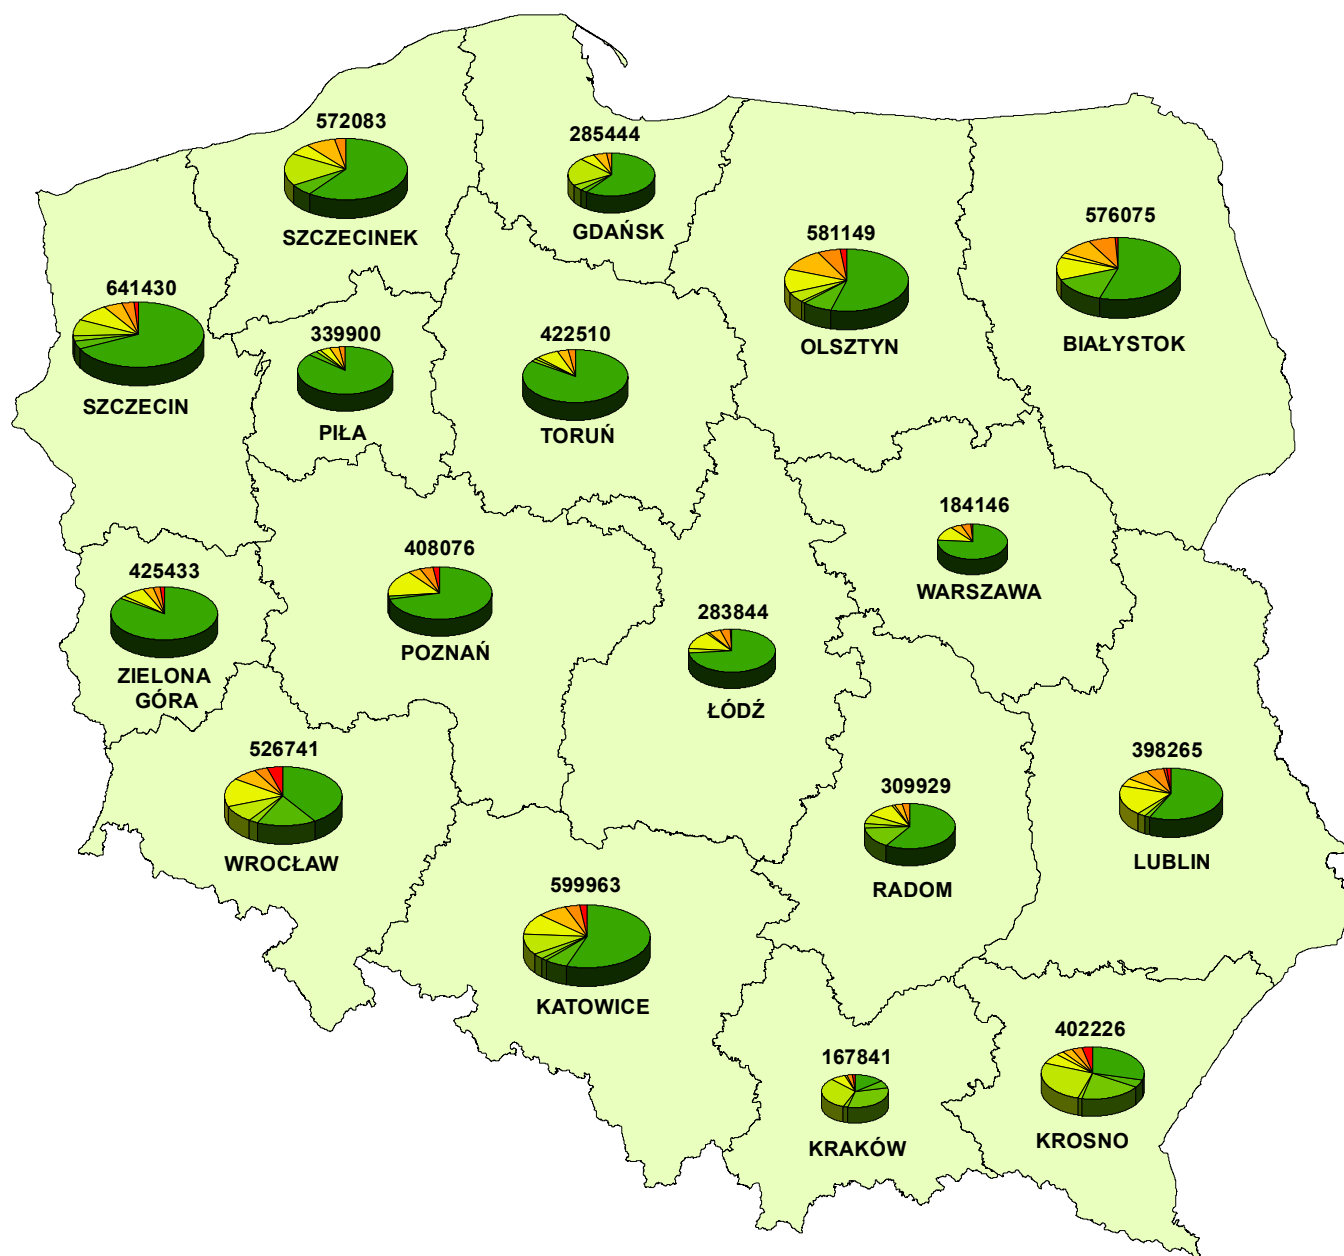 572083
SZCZECINEK
285444
GDAŃSK
581149
OLSZTYN
576075
BIAŁYSTOK
641430
SZCZECIN
339900
PIŁA
422510
TORUŃ
184146
WARSZAWA
425433
ZIELONA
GÓRA
408076
POZNAŃ
283844
ŁÓDŹ
526741
WROCŁAW
309929
RADOM
398265
LUBLIN
599963
KATOWICE
167841
KRAKÓW
402226
KROSNO